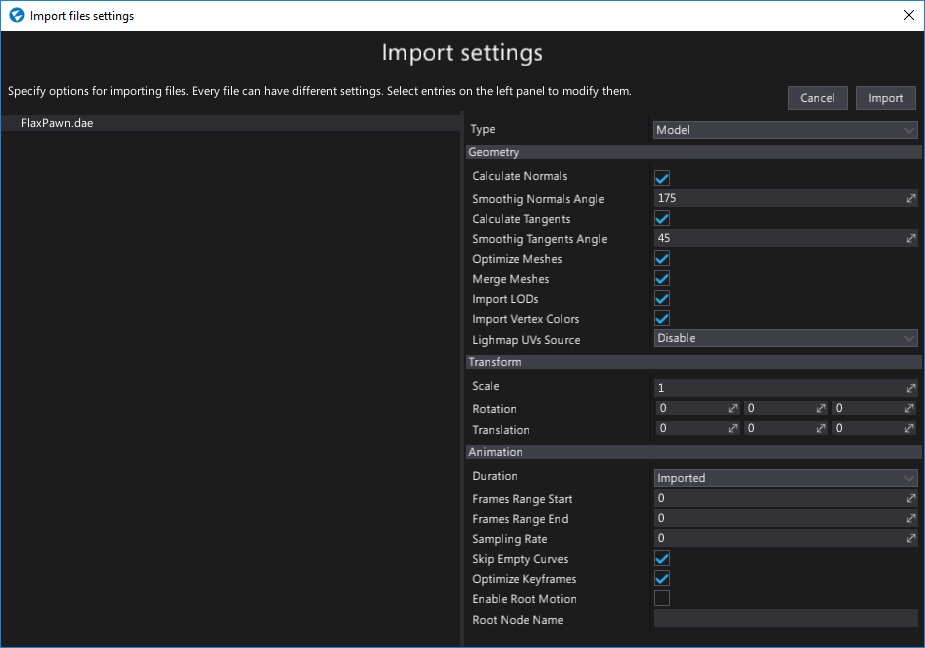 Import files settings
Import settings
Specify options for importing files. Every file can have different settings. Select entries on the left panel to modify them.
Cancel Import
FlaxPawn.dae
Type Model
Geometry
Calculate Normals
Smoothig Normals Angle 175
Calculate Tangents
Smoothig Tangents Angle 45
Optimize Meshes
Merge Meshes
Import LODs
Import Vertex Colors
Lighmap UVs Source Disable
Transform
Scale 1
Rotation 0 0 0
Translation 0 0 0
Animation
Duration Imported
Frames Range Start 0
Frames Range End 0
Sampling Rate 0
Skip Empty Curves
Optimize Keyframes
Enable Root Motion
Root Node Name